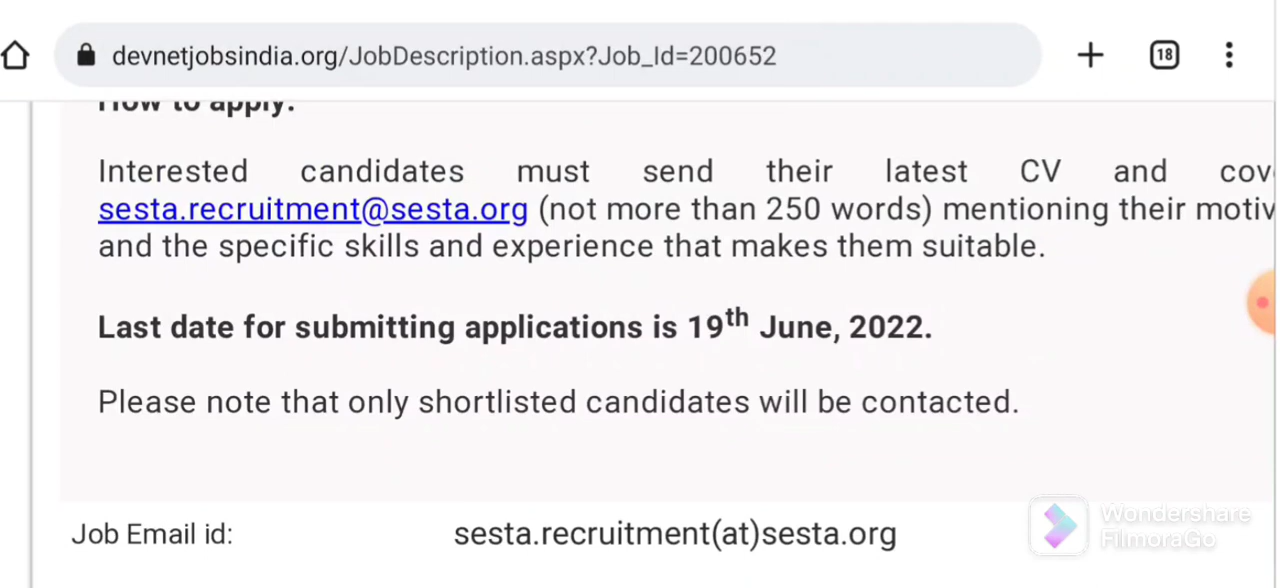 devnetjobsindia.org/JobDescription.aspx?Job_Id=200652
18
How to apply:
Interested candidates must send their latest CV and
sesta.recruitment@sesta.org (not more than 250 words) mentioning their
and the specific skills and experience that makes them suitable.
Last date for submitting applications is 19th June, 2022.
Please note that only shortlisted candidates will be contacted.
Job Email id: sesta.recruitment(at)sesta.org
Wondershare
FilmoraGo